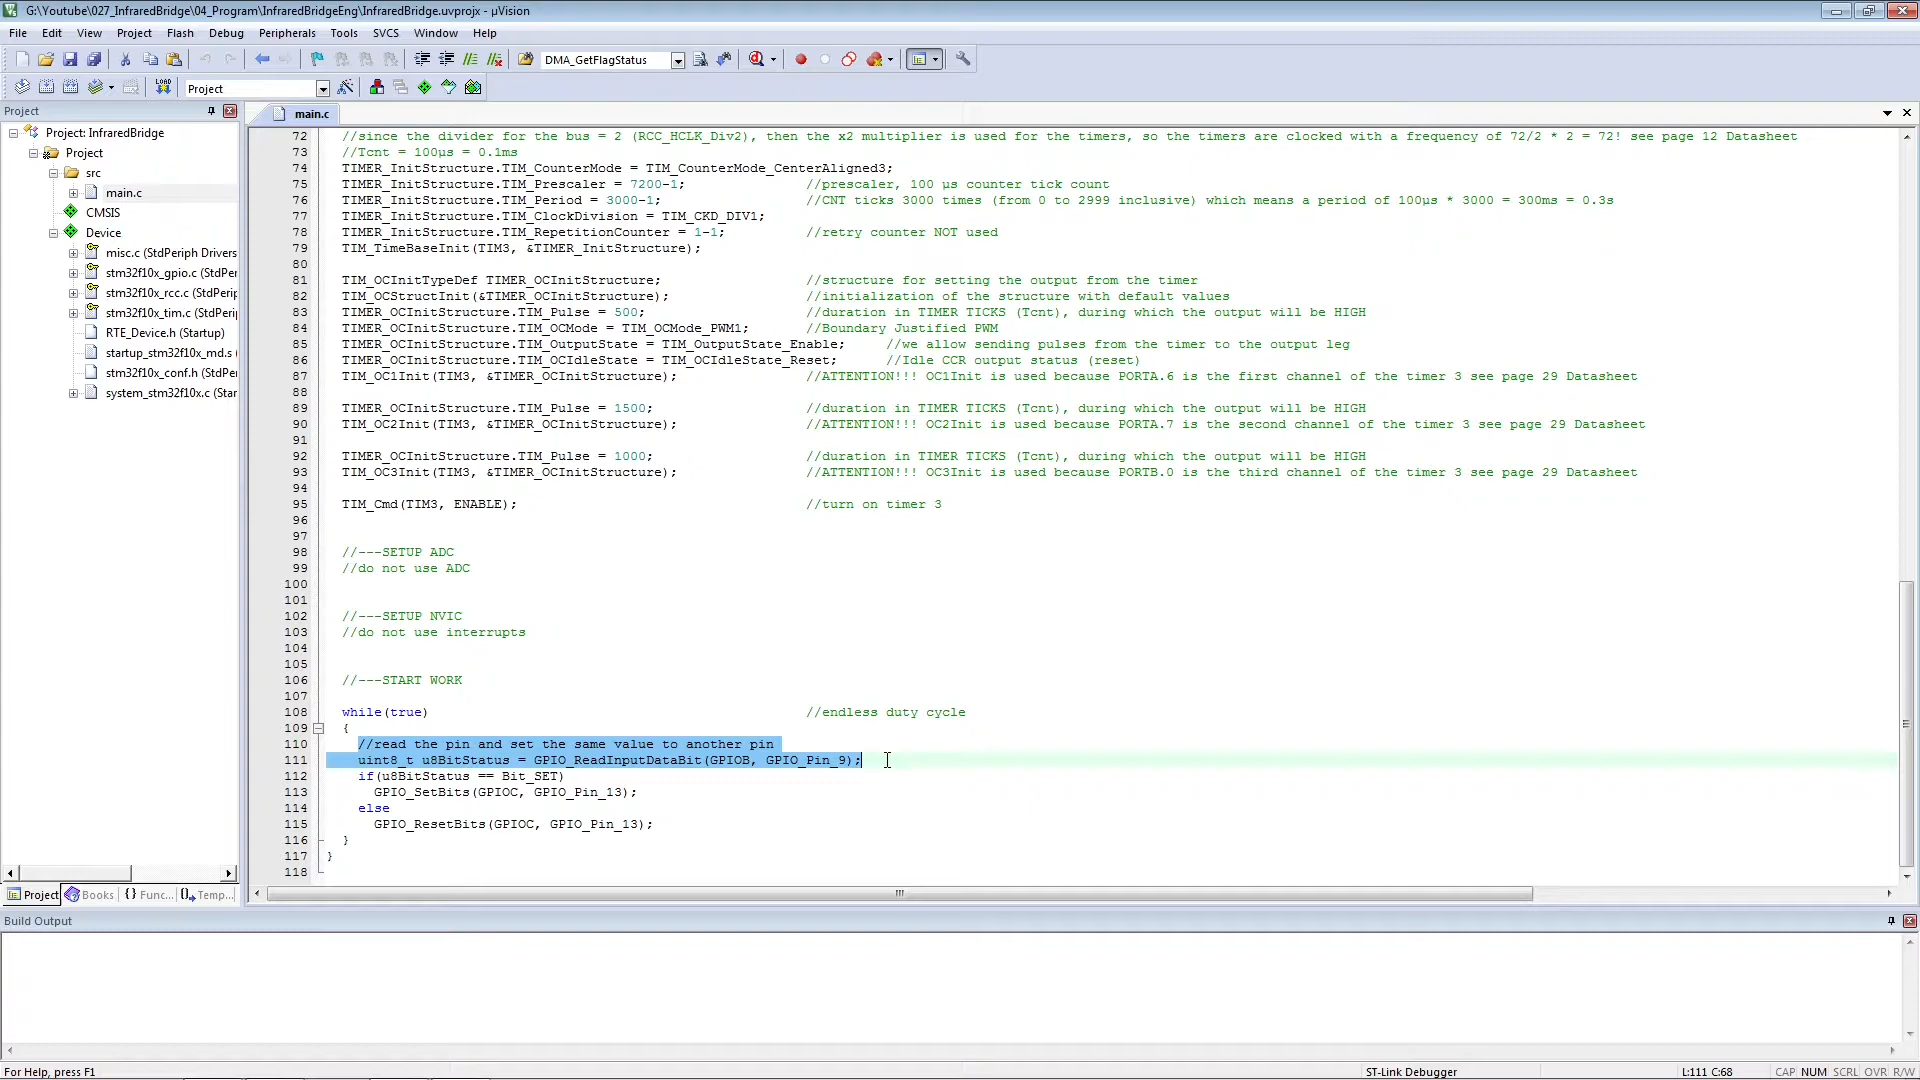 G:\Youtube\027_InfraredBridge\04_Program\InfraredBridgeEng\InfraredBridge.uvprojx - µVision
File Edit View Project Flash Debug Peripherals Tools SVCS Window Help
DMA_GetFlagStatus
LOAD Project
Project
main.c
Project: InfraredBridge
Project
src
main.c
CMSIS
Device
misc.c (StdPeriph Drivers
stm32f10x_gpio.c (StdPer
stm32f10x_rcc.c (StdPerip
stm32f10x_tim.c (StdPeri
RTE_Device.h (Startup)
startup_stm32f10x_md.s
stm32f10x_conf.h (StdPe
system_stm32f10x.c (Star
72 //since the divider for the bus = 2 (RCC_HCLK_Div2), then the x2 multiplier is used for the timers, so the timers are clocked with a frequency of 72/2 * 2 = 72! see page 12 Datasheet
73 //Tcnt = 100µs = 0.1ms
74 TIMER_InitStructure.TIM_CounterMode = TIM_CounterMode_CenterAligned3;
75 TIMER_InitStructure.TIM_Prescaler = 7200-1; //prescaler, 100 µs counter tick count
76 TIMER_InitStructure.TIM_Period = 3000-1; //CNT ticks 3000 times (from 0 to 2999 inclusive) which means a period of 100µs * 3000 = 300ms = 0.3s
77 TIMER_InitStructure.TIM_ClockDivision = TIM_CKD_DIV1;
78 TIMER_InitStructure.TIM_RepetitionCounter = 1-1; //retry counter NOT used
79 TIM_TimeBaseInit(TIM3, &TIMER_InitStructure);
80
81 TIM_OCInitTypeDef TIMER_OCInitStructure; //structure for setting the output from the timer
82 TIM_OCStructInit(&TIMER_OCInitStructure); //initialization of the structure with default values
83 TIMER_OCInitStructure.TIM_Pulse = 500; //duration in TIMER TICKS (Tcnt), during which the output will be HIGH
84 TIMER_OCInitStructure.TIM_OCMode = TIM_OCMode_PWM1; //Boundary Justified PWM
85 TIMER_OCInitStructure.TIM_OutputState = TIM_OutputState_Enable; //we allow sending pulses from the timer to the output leg
86 TIMER_OCInitStructure.TIM_OCIdleState = TIM_OCIdleState_Reset; //Idle CCR output status (reset)
87 TIM_OC1Init(TIM3, &TIMER_OCInitStructure); //ATTENTION!!! OC1Init is used because PORTA.6 is the first channel of the timer 3 see page 29 Datasheet
88
89 TIMER_OCInitStructure.TIM_Pulse = 1500; //duration in TIMER TICKS (Tcnt), during which the output will be HIGH
90 TIM_OC2Init(TIM3, &TIMER_OCInitStructure); //ATTENTION!!! OC2Init is used because PORTA.7 is the second channel of the timer 3 see page 29 Datasheet
91
92 TIMER_OCInitStructure.TIM_Pulse = 1000; //duration in TIMER TICKS (Tcnt), during which the output will be HIGH
93 TIM_OC3Init(TIM3, &TIMER_OCInitStructure); //ATTENTION!!! OC3Init is used because PORTB.0 is the third channel of the timer 3 see page 29 Datasheet
94
95 TIM_Cmd(TIM3, ENABLE); //turn on timer 3
96
97
98 //---SETUP ADC
99 //do not use ADC
100
101
102 //---SETUP NVIC
103 //do not use interrupts
104
105
106 //---START WORK
107
108 while(true) //endless duty cycle
109 {
110 //read the pin and set the same value to another pin
111 uint8_t u8BitStatus = GPIO_ReadInputDataBit(GPIOB, GPIO_Pin_9);
112 if(u8BitStatus == Bit_SET)
113 GPIO_SetBits(GPIOC, GPIO_Pin_13);
114 else
115 GPIO_ResetBits(GPIOC, GPIO_Pin_13);
116 }
117 }
118
Project Books {} Func... Temp...
Build Output
For Help, press F1 ST-Link Debugger L:111 C:68 CAP NUM SCRL OVR R/W